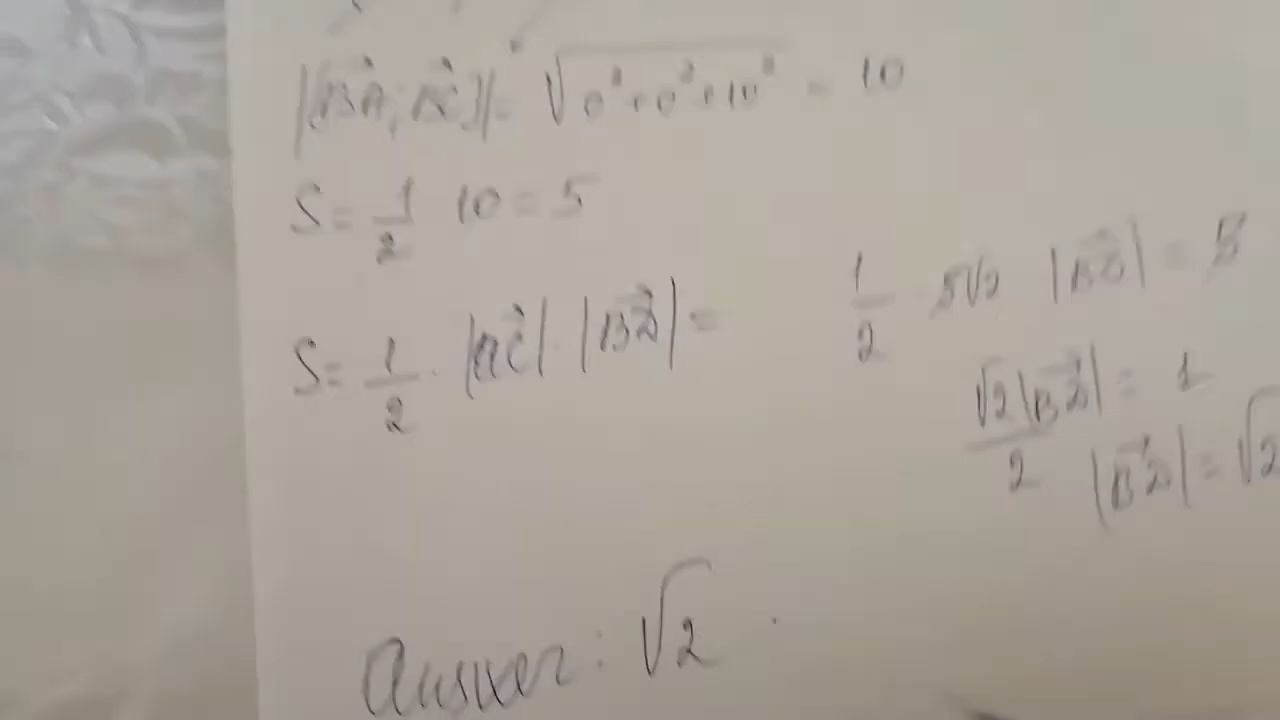 |[BA; BC]| = √(0² + 0² + 10²) = 10
S = 1/2 10 = 5
S = 1/2 · |AC| · |BD| =
1/2 · 5√2 |BD| = 5
√2|BD|/2 = 1
|BD| = √2
Answer: √2.